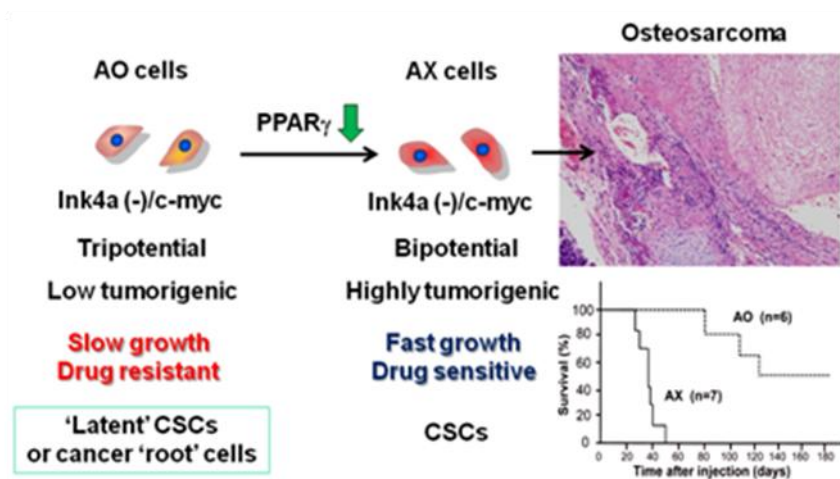 Osteosarcoma
AO cells
AX cells
PPARγ
Ink4a (-)/c-myc
Ink4a (-)/c-myc
Tripotential
Bipotential
Low tumorigenic
Highly tumorigenic
Slow growth
Drug resistant
Fast growth
Drug sensitive
'Latent' CSCs
or cancer 'root' cells
CSCs
Survival (%)
100
80
60
40
20
0
AO (n=6)
AX (n=7)
0 20 40 60 80 100 120 140 160 180
Time after injection (days)